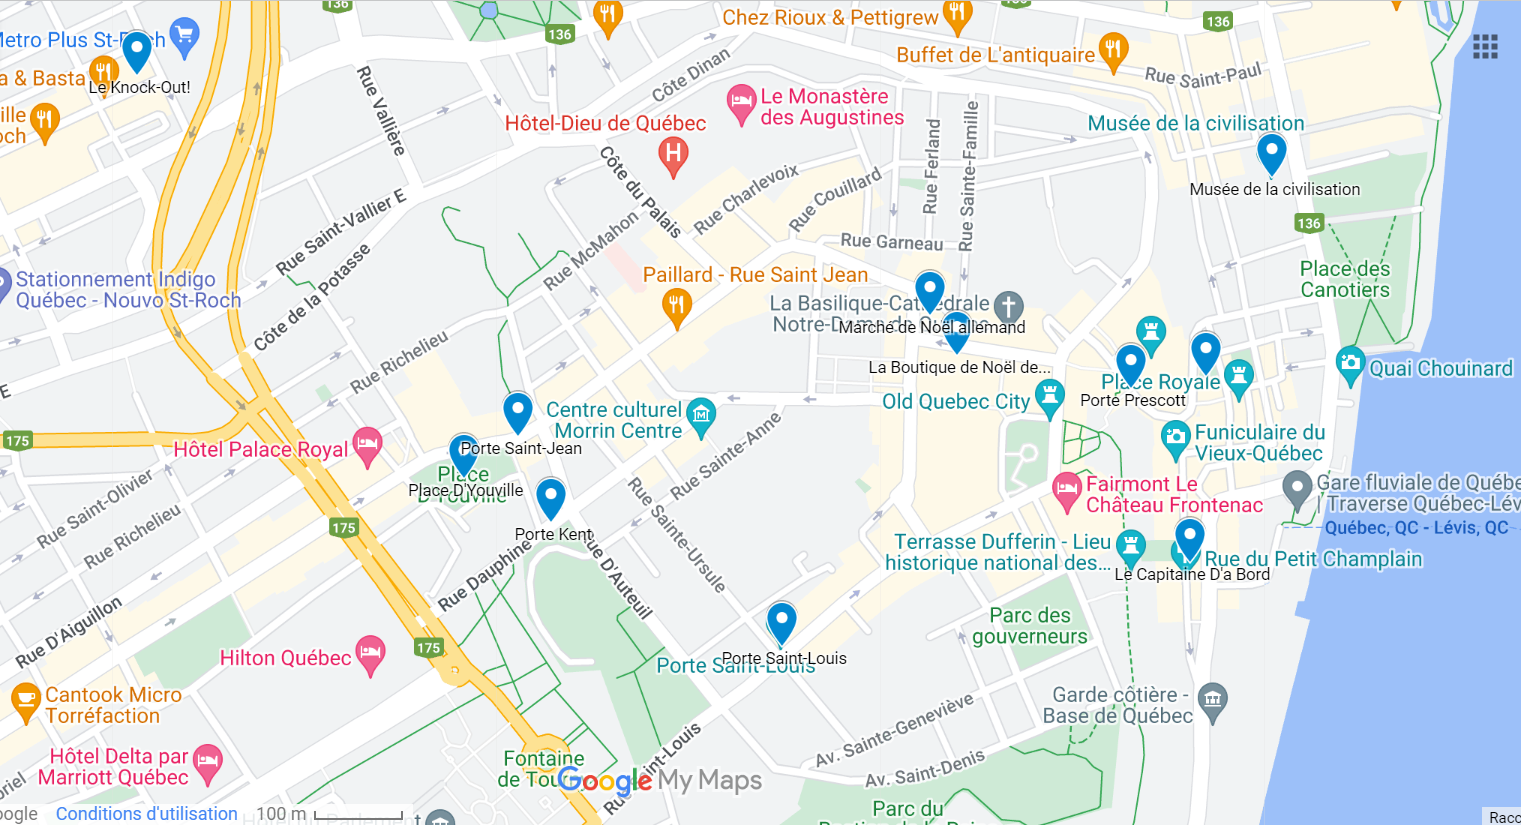 136
136
136
136
Metro Plus St-Roch
Le Knock-Out!
a & Basta
ille
och
Chez Rioux & Pettigrew
Buffet de L'antiquaire
Rue Saint-Paul
Côte Dinan
Rue Vallière
Le Monastère
des Augustines
Hôtel-Dieu de Québec
H
Musée de la civilisation
Musée de la civilisation
Côte du Palais
Rue Charlevoix
Rue Couillard
Rue Ferland
Rue Sainte-Famille
Rue McMahon
Rue Garneau
Rue Saint-Vallier E
Côte de la Potasse
Stationnement Indigo
Québec - Nouvo St-Roch
Place des
Canotiers
Paillard - Rue Saint Jean
La Basilique-Cathédrale
Marché de Noël allemand
La Boutique de Noël de...
Rue Richelieu
E
Place Royale
Porte Prescott
Quai Chouinard
Old Quebec City
Centre culturel
Morrin Centre
175
Hôtel Palace Royal
Porte Saint-Jean
Place
Place D'Youville
Funiculaire du
Vieux-Québec
Rue Sainte-Anne
Rue Saint-Olivier
Rue Richelieu
Fairmont Le
Château Frontenac
Gare fluviale de Québe
| Traverse Québec-Lév
Québec, QC - Lévis, QC
175
Porte Kent
Rue Sainte-Ursule
Rue Dauphine
Rue D'Auteuil
Terrasse Dufferin - Lieu
historique national des...
Rue du Petit Champlain
Le Capitaine D'a Bord
Rue D'Aiguillon
Parc des
gouverneurs
175
Hilton Québec
Porte Saint-Louis
Porte Saint-Louis
Cantook Micro
Torréfaction
Garde côtière -
Base de Québec
Av. Sainte-Geneviève
Av. Saint-Denis
Hôtel Delta par
Marriott Québec
Fontaine
de Tourny
Google My Maps
Rue Saint-Louis
Parc du
oogle
Conditions d'utilisation
100 m
Racc